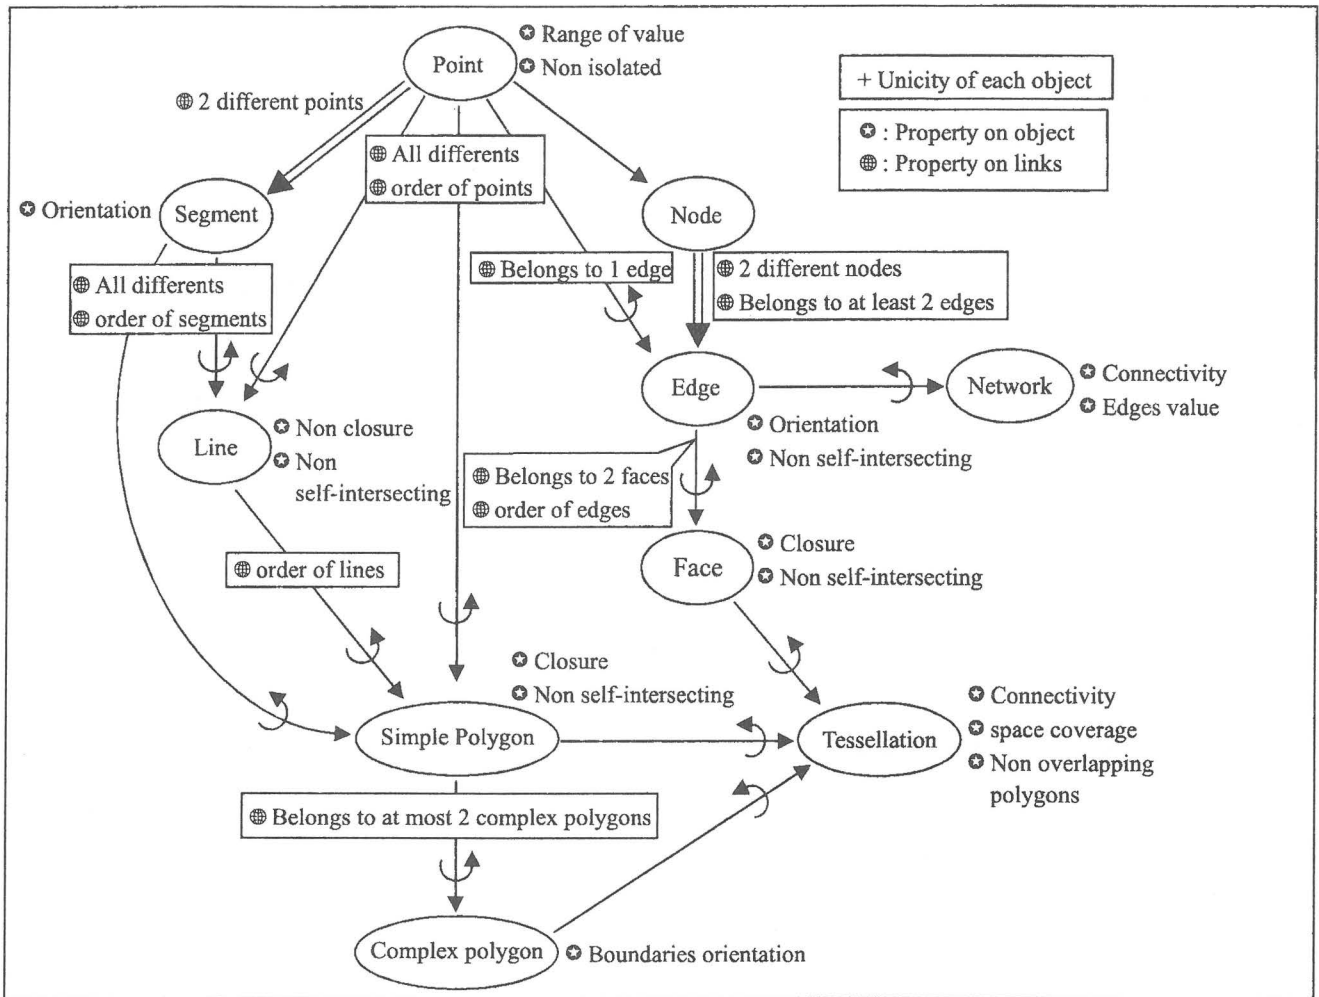 Point
✪ Range of value
✪ Non isolated
+ Unicity of each object
✪ : Property on object
🌐 : Property on links
🌐 2 different points
🌐 All differents
🌐 order of points
✪ Orientation
Segment
Node
🌐 All differents
🌐 order of segments
🌐 Belongs to 1 edge
🌐 2 different nodes
🌐 Belongs to at least 2 edges
Edge
Network
✪ Connectivity
✪ Edges value
✪ Orientation
✪ Non self-intersecting
Line
✪ Non closure
✪ Non
self-intersecting
🌐 Belongs to 2 faces
🌐 order of edges
🌐 order of lines
Face
✪ Closure
✪ Non self-intersecting
✪ Closure
✪ Non self-intersecting
Simple Polygon
Tessellation
✪ Connectivity
✪ space coverage
✪ Non overlapping
polygons
🌐 Belongs to at most 2 complex polygons
Complex polygon
✪ Boundaries orientation